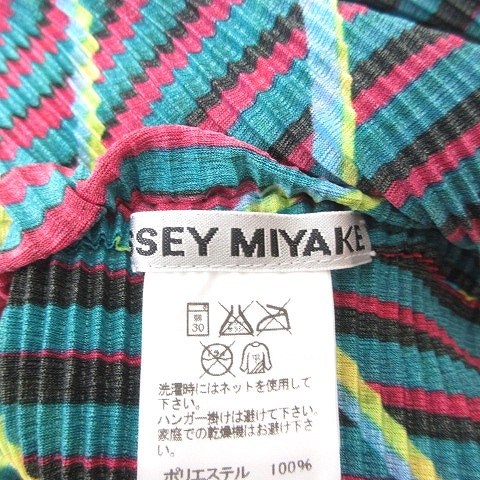 SSEY MIYAKE
30
洗濯時にはネットを使用して
下さい。
ハンガー掛けは避けて下さい。
家庭での乾燥機はお避け
下さい。
ポリエステル 100%